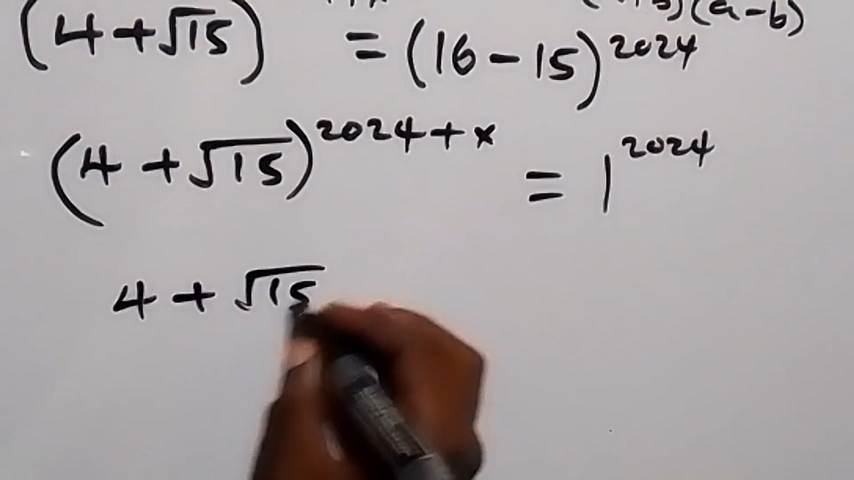 (a - b)
(4 + √15) = (16 - 15)^2024
(4 + √15)^2024 + x = 1^2024
4 + √15